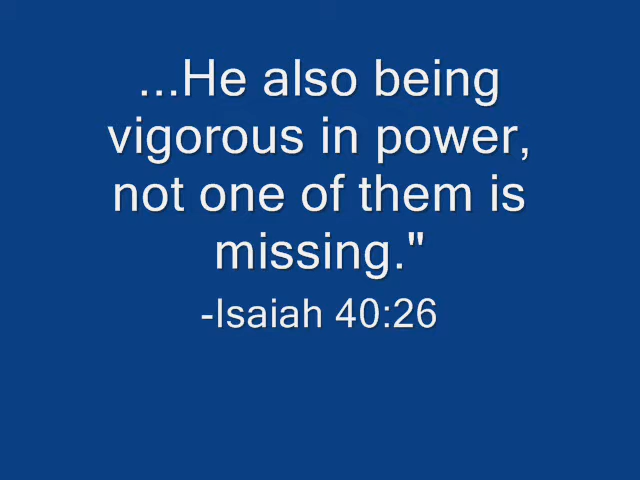 ...He also being
vigorous in power,
not one of them is
missing."
-Isaiah 40:26